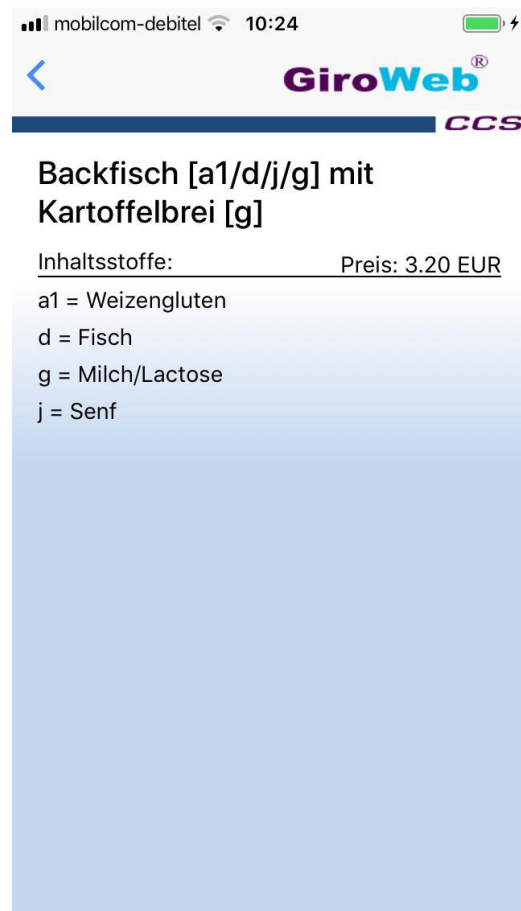 mobilcom-debitel 10:24
GiroWeb®
CCS
Backfisch [a1/d/j/g] mit
Kartoffelbrei [g]
Inhaltsstoffe: Preis: 3.20 EUR
a1 = Weizengluten
d = Fisch
g = Milch/Lactose
j = Senf